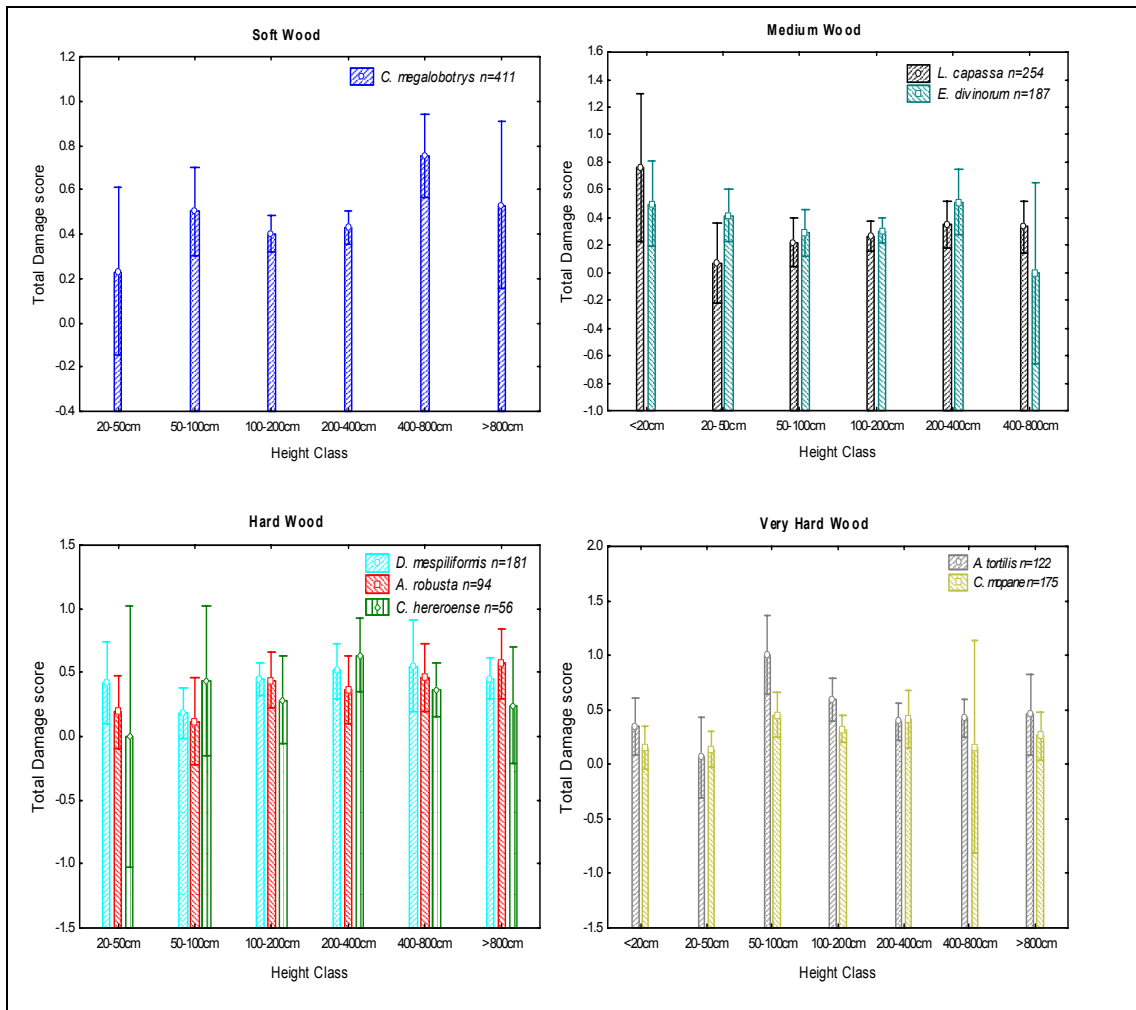 Soft Wood
C. megalobotrys n=411
Total Damage score
1.2
1.0
0.8
0.6
0.4
0.2
0.0
-0.2
-0.4
20-50cm 50-100cm 100-200cm 200-400cm 400-800cm >800cm
Height Class
Medium Wood
L. capassa n=254
E. divinorum n=187
Total Damage score
1.6
1.4
1.2
1.0
0.8
0.6
0.4
0.2
0.0
-0.2
-0.4
-0.6
-0.8
-1.0
<20cm 20-50cm 50-100cm 100-200cm 200-400cm 400-800cm
Height Class
Hard Wood
D. mespiliformis n=181
A. robusta n=94
C. hereroense n=56
Total Damage score
1.5
1.0
0.5
0.0
-0.5
-1.0
-1.5
20-50cm 50-100cm 100-200cm 200-400cm 400-800cm >800cm
Height Class
Very Hard Wood
A. tortilis n=122
C. mopane n=175
Total Damage score
2.0
1.5
1.0
0.5
0.0
-0.5
-1.0
-1.5
<20cm 20-50cm 50-100cm 100-200cm 200-400cm 400-800cm >800cm
Height Class